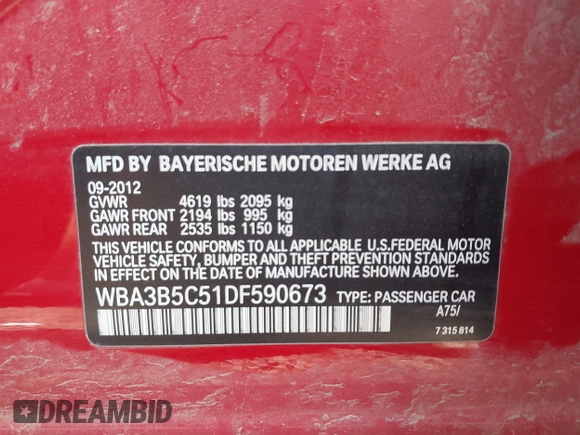 MFD BY BAYERISCHE MOTOREN WERKE AG
09-2012
GVWR 4619 lbs 2095 kg
GAWR FRONT 2194 lbs 995 kg
GAWR REAR 2535 lbs 1150 kg
THIS VEHICLE CONFORMS TO ALL APPLICABLE U.S.FEDERAL MOTOR
VEHICLE SAFETY, BUMPER, AND THEFT PREVENTION STANDARDS
IN EFFECT ON THE DATE OF MANUFACTURE SHOWN ABOVE.
WBA3B5C51DF590673 TYPE: PASSENGER CAR
A75/
7 315 814
DREAMBID